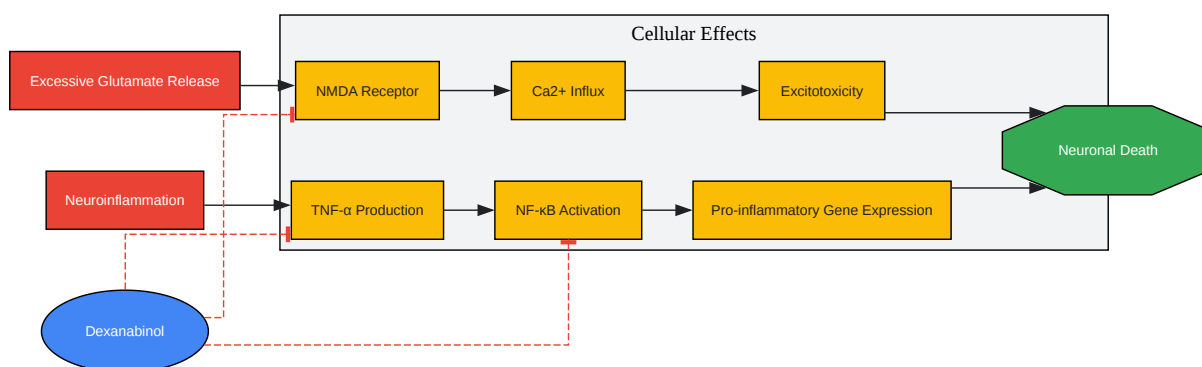 Cellular Effects
Excessive Glutamate Release
NMDA Receptor
Ca2+ Influx
Excitotoxicity
Neuronal Death
Neuroinflammation
TNF-α Production
NF-κB Activation
Pro-inflammatory Gene Expression
Dexanabinol